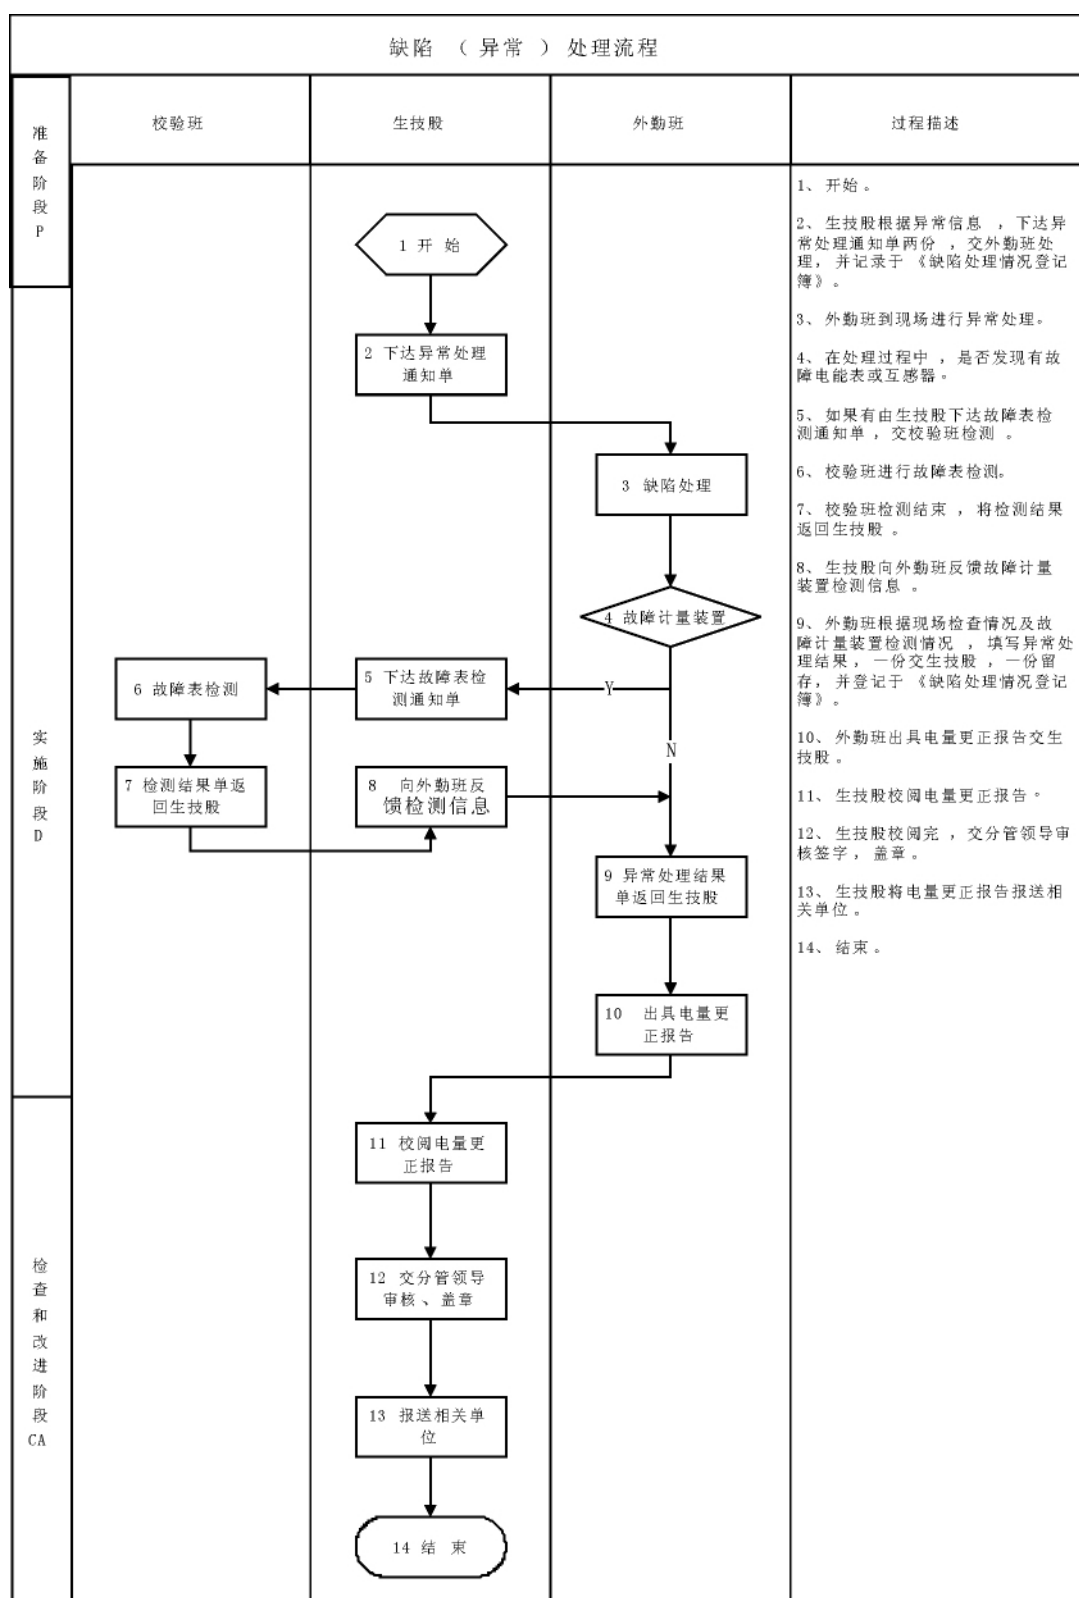 缺陷 （ 异常 ） 处理流程
准
备
阶
段
P
校验班
生技股
外勤班
过程描述
1 开 始
2 下达异常处理
通知单
3 缺陷处理
4 故障计量装置
Y
N
5 下达故障表检
测通知单
6 故障表检测
7 检测结果单返
回生技股
8 向外勤班反
馈检测信息
9 异常处理结果
单返回生技股
10 出具电量更
正报告
实
施
阶
段
D
11 校阅电量更
正报告
12 交分管领导
审核、盖章
13 报送相关单
位
14 结 束
检
查
和
改
进
阶
段
CA
1、 开始 。
2、 生技股根据异常信息 ，下达异
常处理通知单两份 ，交外勤班处
理，并记录于 《缺陷处理情况登记
簿》。
3、 外勤班到现场进行异常处理。
4、在处理过程中 ，是否发现有故
障电能表或互感器 。
5、如果有由生技股下达故障表检
测通知单 ，交校验班检测 。
6、校验班进行故障表检测。
7、校验班检测结束 ，将检测结果
返回生技股 。
8、 生技股向外勤班反馈故障计量
装置检测信息 。
9、外勤班根据现场检查情况及故
障计量装置检测情况 ，填写异常处
理结果，一份交生技股 ，一份留
存，并登记于 《缺陷处理情况登记
簿》。
10、外勤班出具电量更正报告交生
技股 。
11、生技股校阅电量更正报告 。
12、生技股校阅完 ，交分管领导审
核签字，盖章 。
13、生技股将电量更正报告报送相
关单位 。
14、结束 。